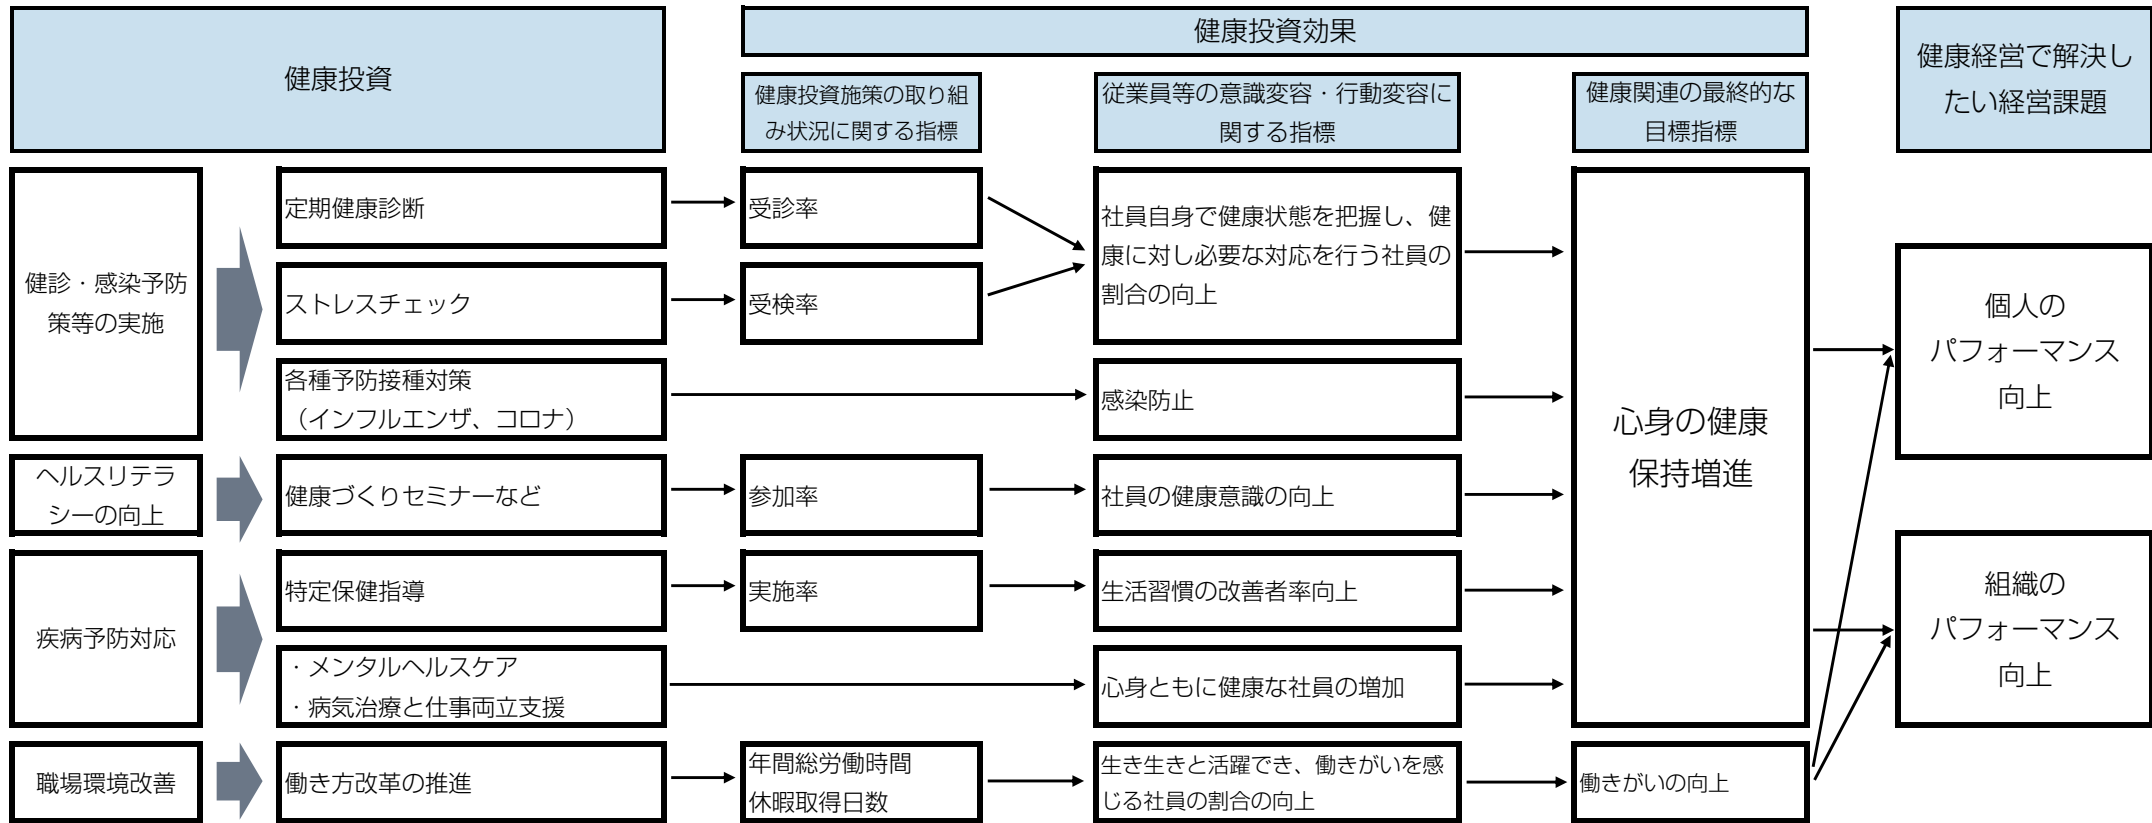 健康投資
健康投資効果
健康経営で解決し
たい経営課題
健康投資施策の取り組
み状況に関する指標
従業員等の意識変容・行動変容に
関する指標
健康関連の最終的な
目標指標
健診・感染予防
策等の実施
定期健康診断
受診率
社員自身で健康状態を把握し、健
康に対し必要な対応を行う社員の
割合の向上
ストレスチェック
受検率
各種予防接種対策
（インフルエンザ、コロナ）
感染防止
ヘルスリテラ
シーの向上
健康づくりセミナーなど
参加率
社員の健康意識の向上
疾病予防対応
特定保健指導
実施率
生活習慣の改善者率向上
・メンタルヘルスケア
・病気治療と仕事両立支援
心身ともに健康な社員の増加
職場環境改善
働き方改革の推進
年間総労働時間
休暇取得日数
生き生きと活躍でき、働きがいを感
じる社員の割合の向上
心身の健康
保持増進
働きがいの向上
個人の
パフォーマンス
向上
組織の
パフォーマンス
向上